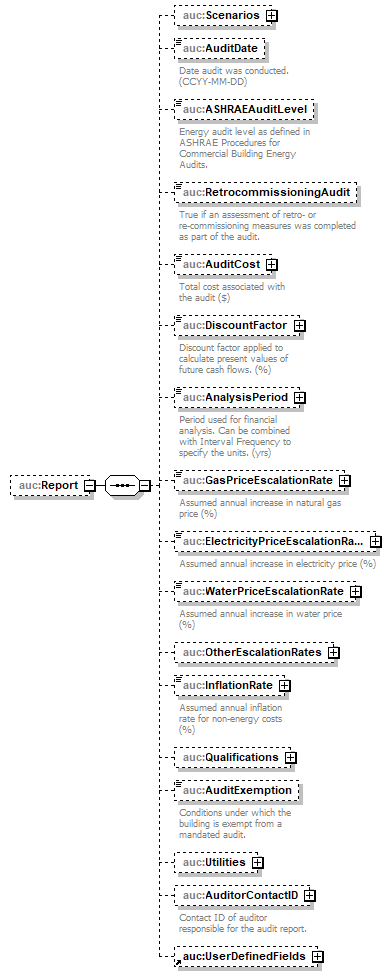 auc:Scenarios
auc:AuditDate
Date audit was conducted.
(CCYY-MM-DD)
auc:ASHRAEAuditLevel
Energy audit level as defined in
ASHRAE Procedures for
Commercial Building Energy
Audits.
auc:RetrocommissioningAudit
True if an assessment of retro- or
re-commissioning measures was completed
as part of the audit.
auc:AuditCost
Total cost associated with
the audit ($)
auc:DiscountFactor
Discount factor applied to
calculate present values of
future cash flows. (%)
auc:AnalysisPeriod
Period used for financial
analysis. Can be combined
with Interval Frequency to
specify the units. (yrs)
auc:Report
auc:GasPriceEscalationRate
Assumed annual increase in natural gas
price (%)
auc:ElectricityPriceEscalationRa...
Assumed annual increase in electricity price (%)
auc:WaterPriceEscalationRate
Assumed annual increase in water price
(%)
auc:OtherEscalationRates
auc:InflationRate
Assumed annual inflation
rate for non-energy costs
(%)
auc:Qualifications
auc:AuditExemption
Conditions under which the
building is exempt from a
mandated audit.
auc:Utilities
auc:AuditorContactID
Contact ID of auditor
responsible for the audit report.
auc:UserDefinedFields